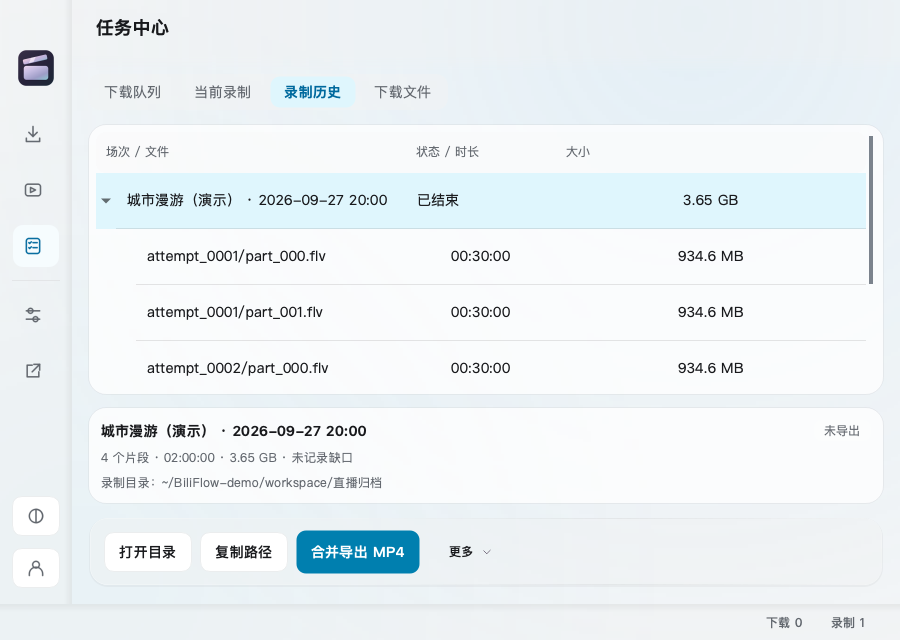 任务中心
下载队列 当前录制 录制历史 下载文件
场次 / 文件 状态 / 时长 大小
城市漫游（演示） · 2026-09-27 20:00 已结束 3.65 GB
attempt_0001/part_000.flv 00:30:00 934.6 MB
attempt_0001/part_001.flv 00:30:00 934.6 MB
attempt_0002/part_000.flv 00:30:00 934.6 MB
城市漫游（演示） · 2026-09-27 20:00 未导出
4 个片段 · 02:00:00 · 3.65 GB · 未记录缺口
录制目录：~/BiliFlow-demo/workspace/直播归档
打开目录 复制路径 合并导出 MP4 更多
下载 0 录制 1